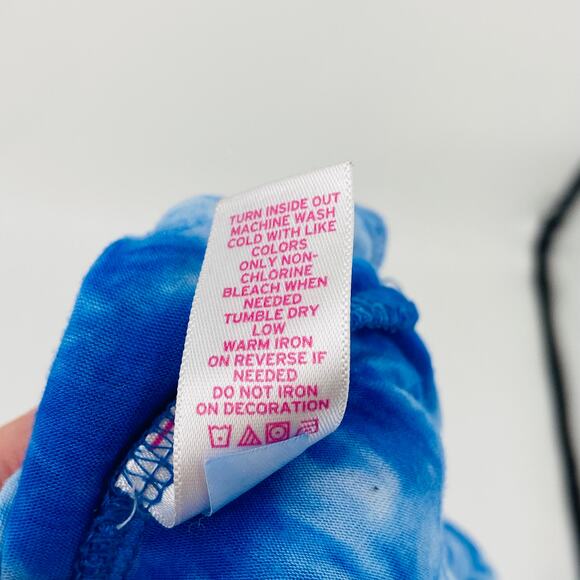 TURN INSIDE OUT
MACHINE WASH
COLD WITH LIKE
COLORS
ONLY NON-
CHLORINE
BLEACH WHEN
NEEDED
TUMBLE DRY
LOW
WARM IRON
ON REVERSE IF
NEEDED
DO NOT IRON
ON DECORATION